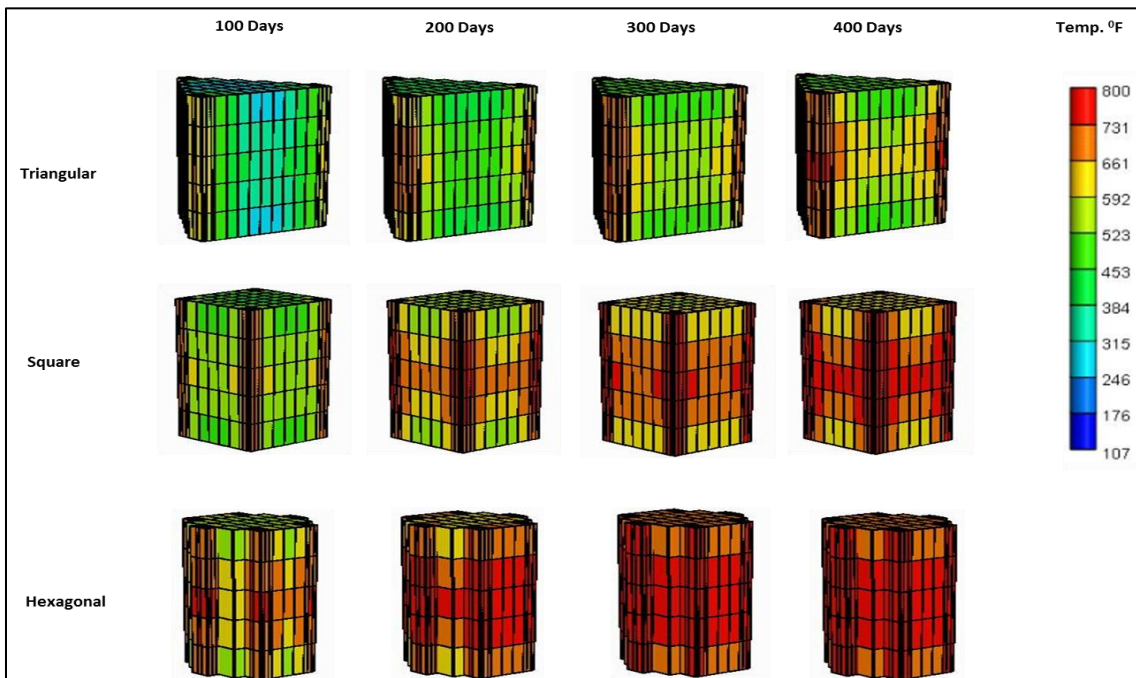 100 Days
200 Days
300 Days
400 Days
Temp. ⁰F
Triangular
Square
Hexagonal
800
731
661
592
523
453
384
315
246
176
107